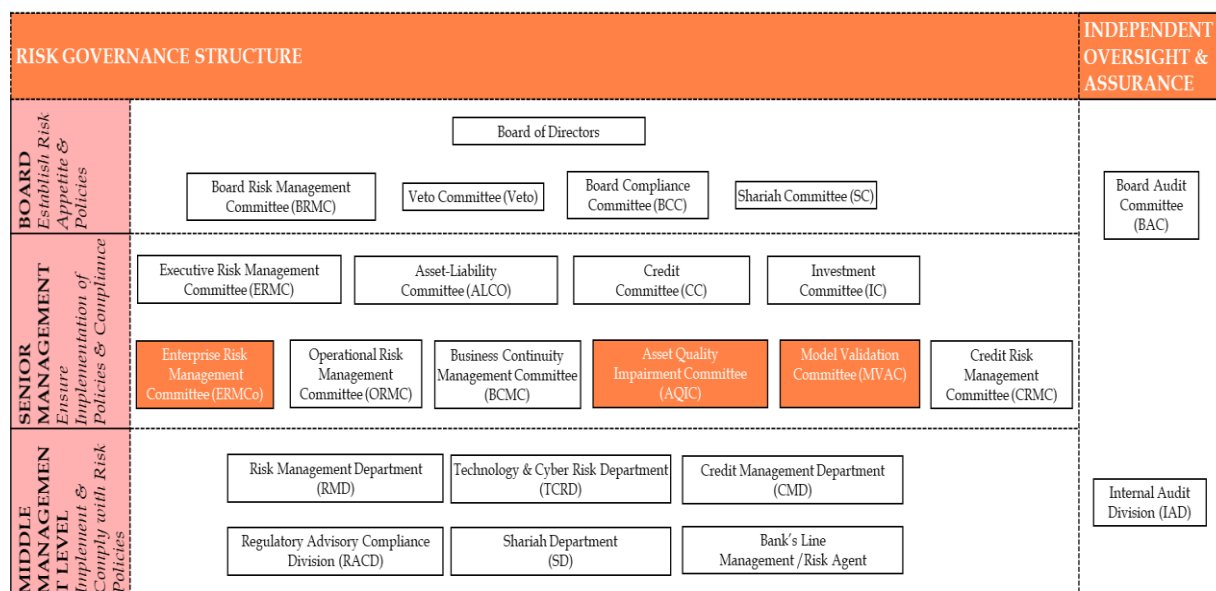 RISK GOVERNANCE STRUCTURE
INDEPENDENT
OVERSIGHT &
ASSURANCE
BOARD
Establish Risk
Appetite &
Policies
Board of Directors
Board Risk Management
Committee (BRMC)
Veto Committee (Veto)
Board Compliance
Committee (BCC)
Shariah Committee (SC)
Board Audit
Committee
(BAC)
SENIOR
MANAGEMENT
Ensure
Implementation of
Policies & Compliance
Executive Risk Management
Committee (ERMC)
Asset-Liability
Committee (ALCO)
Credit
Committee (CC)
Investment
Committee (IC)
Enterprise Risk
Management
Committee (ERMCo)
Operational Risk
Management
Committee (ORMC)
Business Continuity
Management Committee
(BCMC)
Asset Quality
Impairment Committee
(AQIC)
Model Validation
Committee (MVAC)
Credit Risk
Management
Committee (CRMC)
MIDDLE
MANAGEMEN
T LEVEL
Implement &
Comply with Risk
Policies
Risk Management Department
(RMD)
Technology & Cyber Risk Department
(TCRD)
Credit Management Department
(CMD)
Regulatory Advisory Compliance
Division (RACD)
Shariah Department
(SD)
Bank's Line
Management /Risk Agent
Internal Audit
Division (IAD)